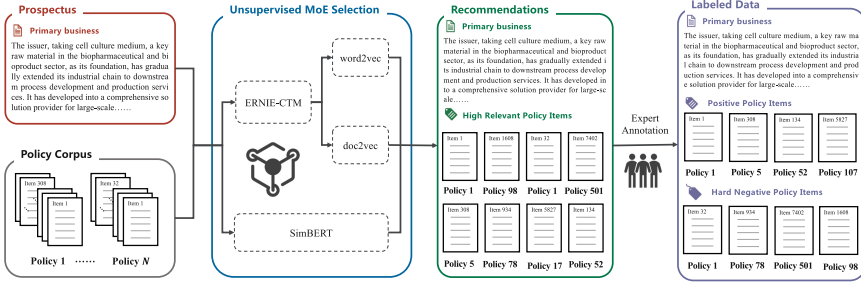 Prospectus
Primary business
The issuer, taking cell culture medium, a key
raw material in the biopharmaceutical and bi
oproduct sector, as its foundation, has gradua
lly extended its industrial chain to downstrea
m process development and production servi
ces. It has developed into a comprehensive so
lution provider for large-scale……
Policy Corpus
Item 308
Item 1
Item 32
Item 1
Policy 1 …… Policy N
Unsupervised MoE Selection
ERNIE-CTM
word2vec
doc2vec
SimBERT
Recommendations
Primary business
The issuer, taking cell culture medium, a key raw
material in the biopharmaceutical and bioproduct
sector, as its foundation, has gradually extended i
ts industrial chain to downstream process develop
ment and production services. It has developed in
to a comprehensive solution provider for large-sc
ale……
High Relevant Policy Items
Item 1 Item 1608 Item 32 Item 7402
Policy 1 Policy 98 Policy 1 Policy 501
Item 308 Item 934 Item 5827 Item 134
Policy 5 Policy 78 Policy 17 Policy 52
Expert
Annotation
Labeled Data
Primary business
The issuer, taking cell culture medium, a key raw ma
terial in the biopharmaceutical and bioproduct sector,
as its foundation, has gradually extended its industria
l chain to downstream process development and prod
uction services. It has developed into a comprehensiv
e solution provider for large-scale……
Positive Policy Items
Item 1 Item 308 Item 134 Item 5827
Policy 1 Policy 5 Policy 52 Policy 107
Hard Negative Policy Items
Item 32 Item 934 Item 7402 Item 1608
Policy 1 Policy 78 Policy 501 Policy 98